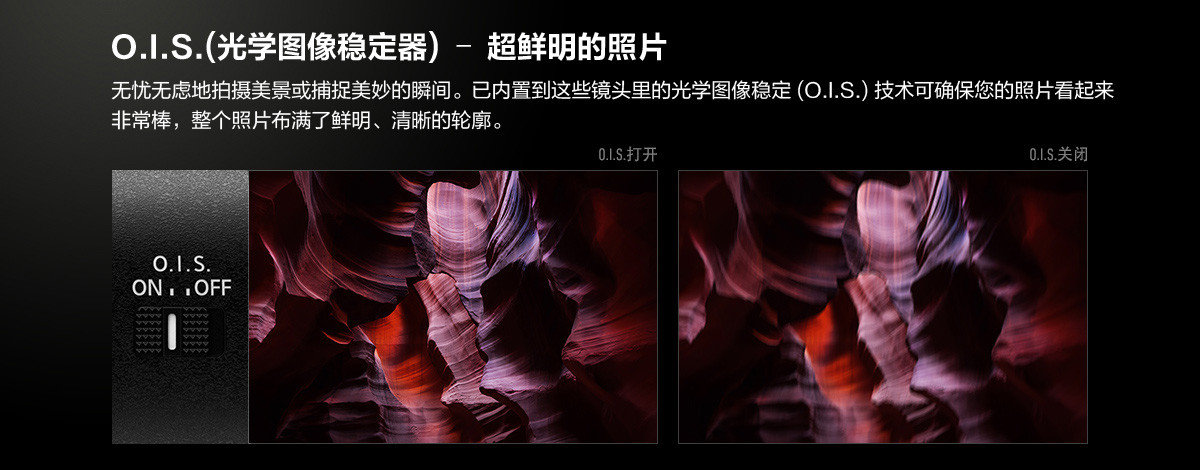 O.I.S.(光学图像稳定器) – 超鲜明的照片
无忧无虑地拍摄美景或捕捉美妙的瞬间。已内置到这些镜头里的光学图像稳定 (O.I.S.) 技术可确保您的照片看起来
非常棒，整个照片布满了鲜明、清晰的轮廓。
O.I.S.打开
O.I.S.关闭
O.I.S.
ON OFF